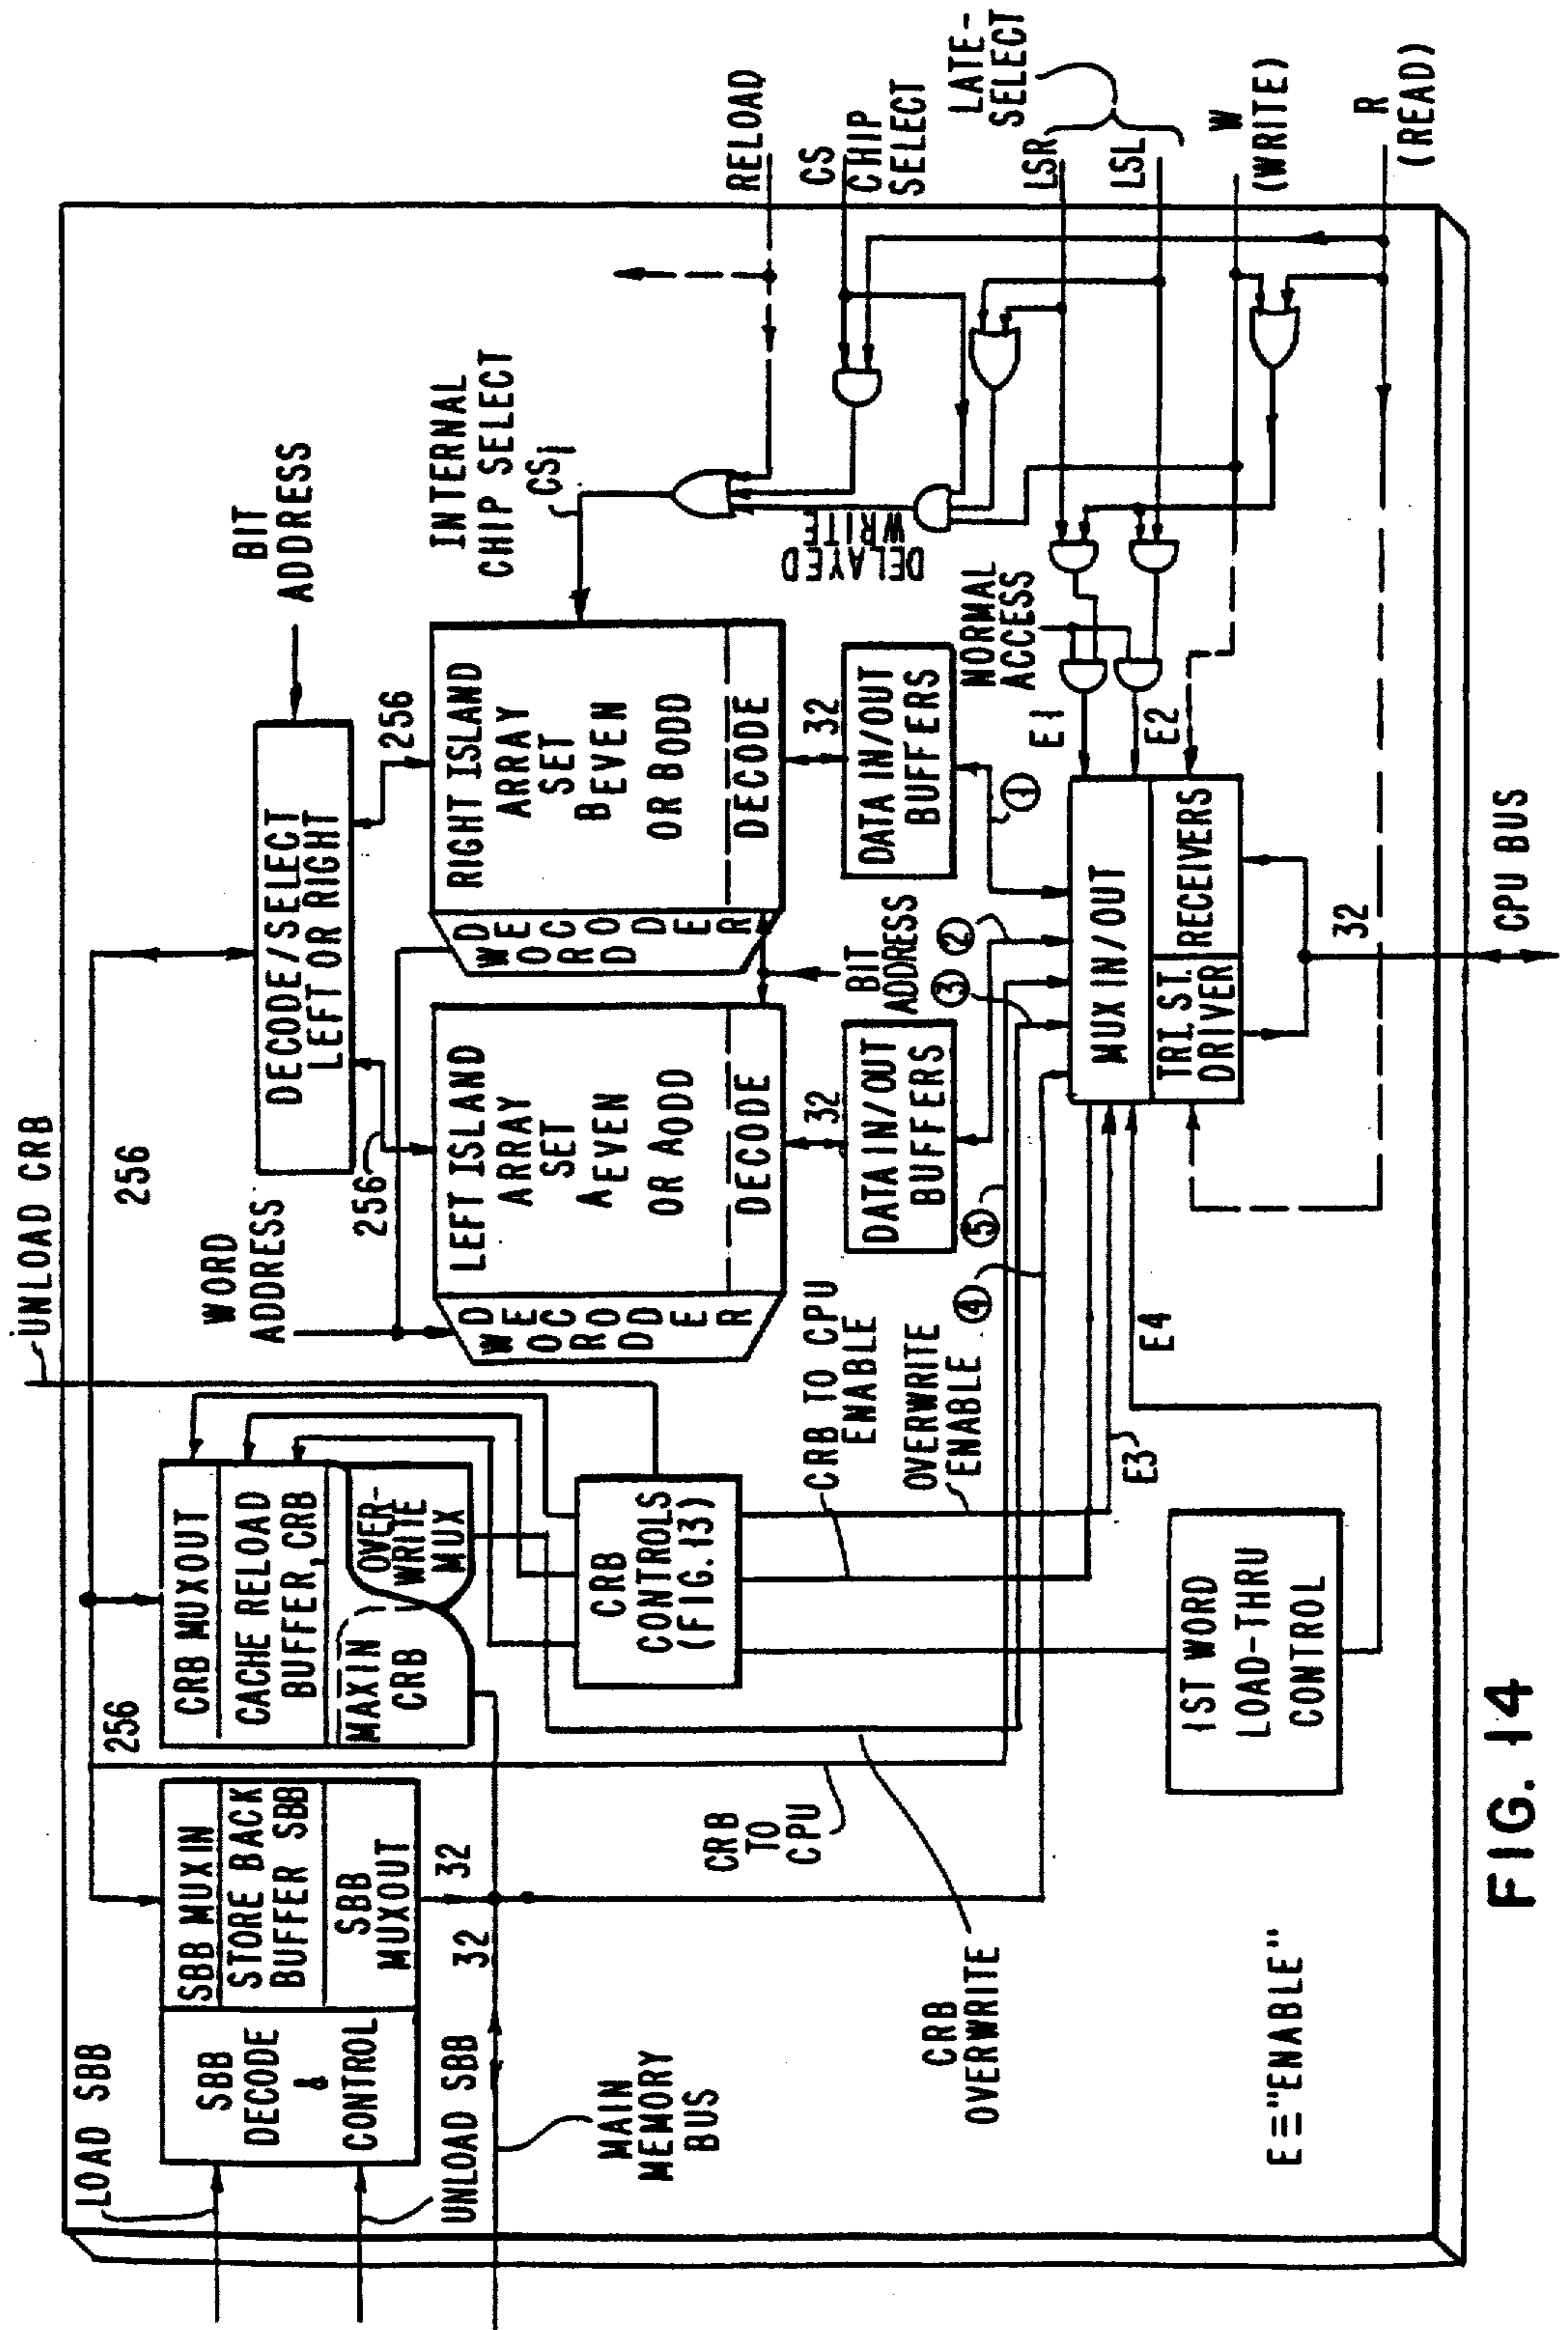 LOAD SBB
SBB
DECODE
&
CONTROL
UNLOAD SBB
MAIN
MEMORY
BUS
SBB MUXIN
STORE BACK
BUFFER SBB
SBB
MUXOUT
32
32
256
CRB MUXOUT
CACHE RELOAD
BUFFER, CRB
MAXIN
CRB
OVER-
WRITE
MUX
UNLOAD CRB
256
CRB
CONTROLS
(FIG. 13)
CRB
TO
CPU
CRB
OVERWRITE
CRB TO CPU
ENABLE
OVERWRITE
ENABLE
1ST WORD
LOAD-THRU
CONTROL
E3
E4
WORD
ADDRESS
DECODE/SELECT
LEFT OR RIGHT
BIT
ADDRESS
256
256
WORD
DECODER
LEFT ISLAND
ARRAY
SET
AEVEN
OR AODD
DECODE
WORD
DECODER
RIGHT ISLAND
ARRAY
SET
BEVEN
OR BODD
DECODE
INTERNAL
CHIP SELECT
CSI
32
32
DATA IN/OUT
BUFFERS
BIT
ADDRESS
DATA IN/OUT
BUFFERS
4
5
3
2
1
MUX IN/OUT
TRI. ST.
DRIVER
RECEIVERS
E1
E2
NORMAL
ACCESS
DELAYED
WRITE
RELOAD
CS
CHIP
SELECT
LATE-
SELECT
LSR
LSL
W
(WRITE)
R
(READ)
32
CPU BUS
E="ENABLE"
FIG. 14